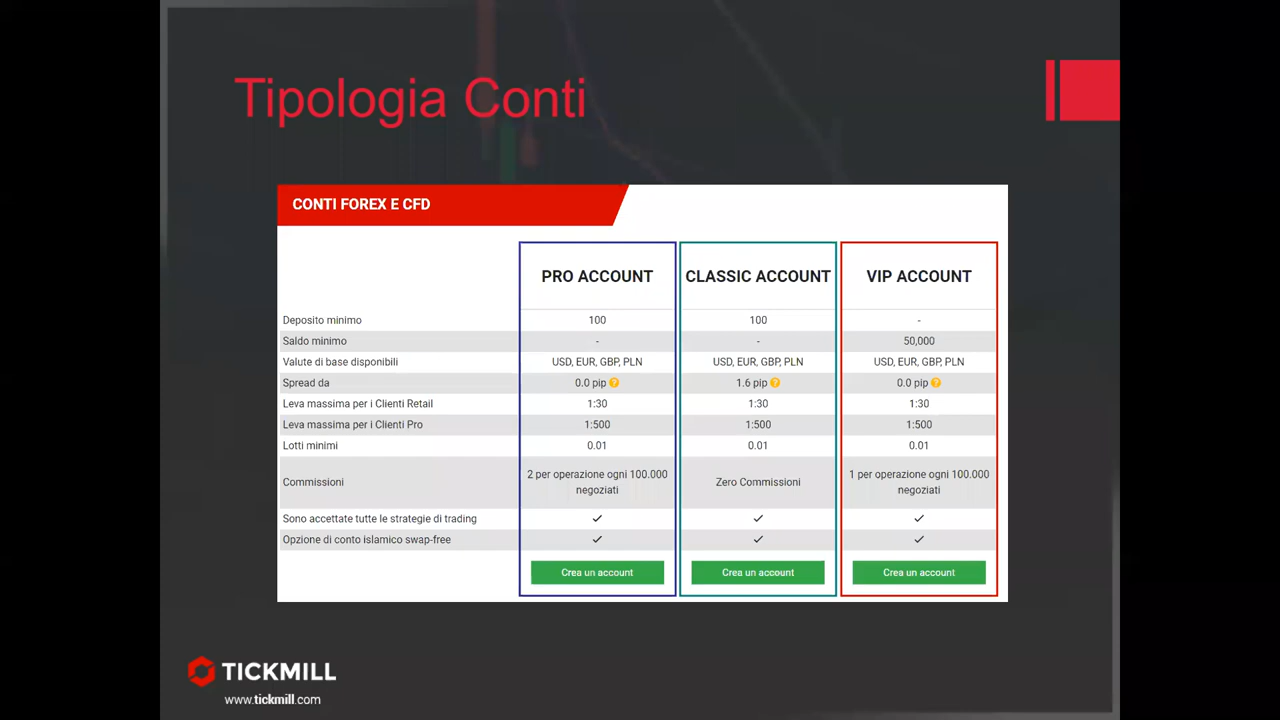 Tipologia Conti
CONTI FOREX E CFD
PRO ACCOUNT CLASSIC ACCOUNT VIP ACCOUNT
Deposito minimo 100 100 -
Saldo minimo - - 50,000
Valute di base disponibili USD, EUR, GBP, PLN USD, EUR, GBP, PLN USD, EUR, GBP, PLN
Spread da 0.0 pip ? 1.6 pip ? 0.0 pip ?
Leva massima per i Clienti Retail 1:30 1:30 1:30
Leva massima per i Clienti Pro 1:500 1:500 1:500
Lotti minimi 0.01 0.01 0.01
Commissioni 2 per operazione ogni 100.000 negoziati Zero Commissioni 1 per operazione ogni 100.000 negoziati
Sono accettate tutte le strategie di trading ✓ ✓ ✓
Opzione di conto islamico swap-free ✓ ✓ ✓
Crea un account Crea un account Crea un account
TICKMILL
www.tickmill.com